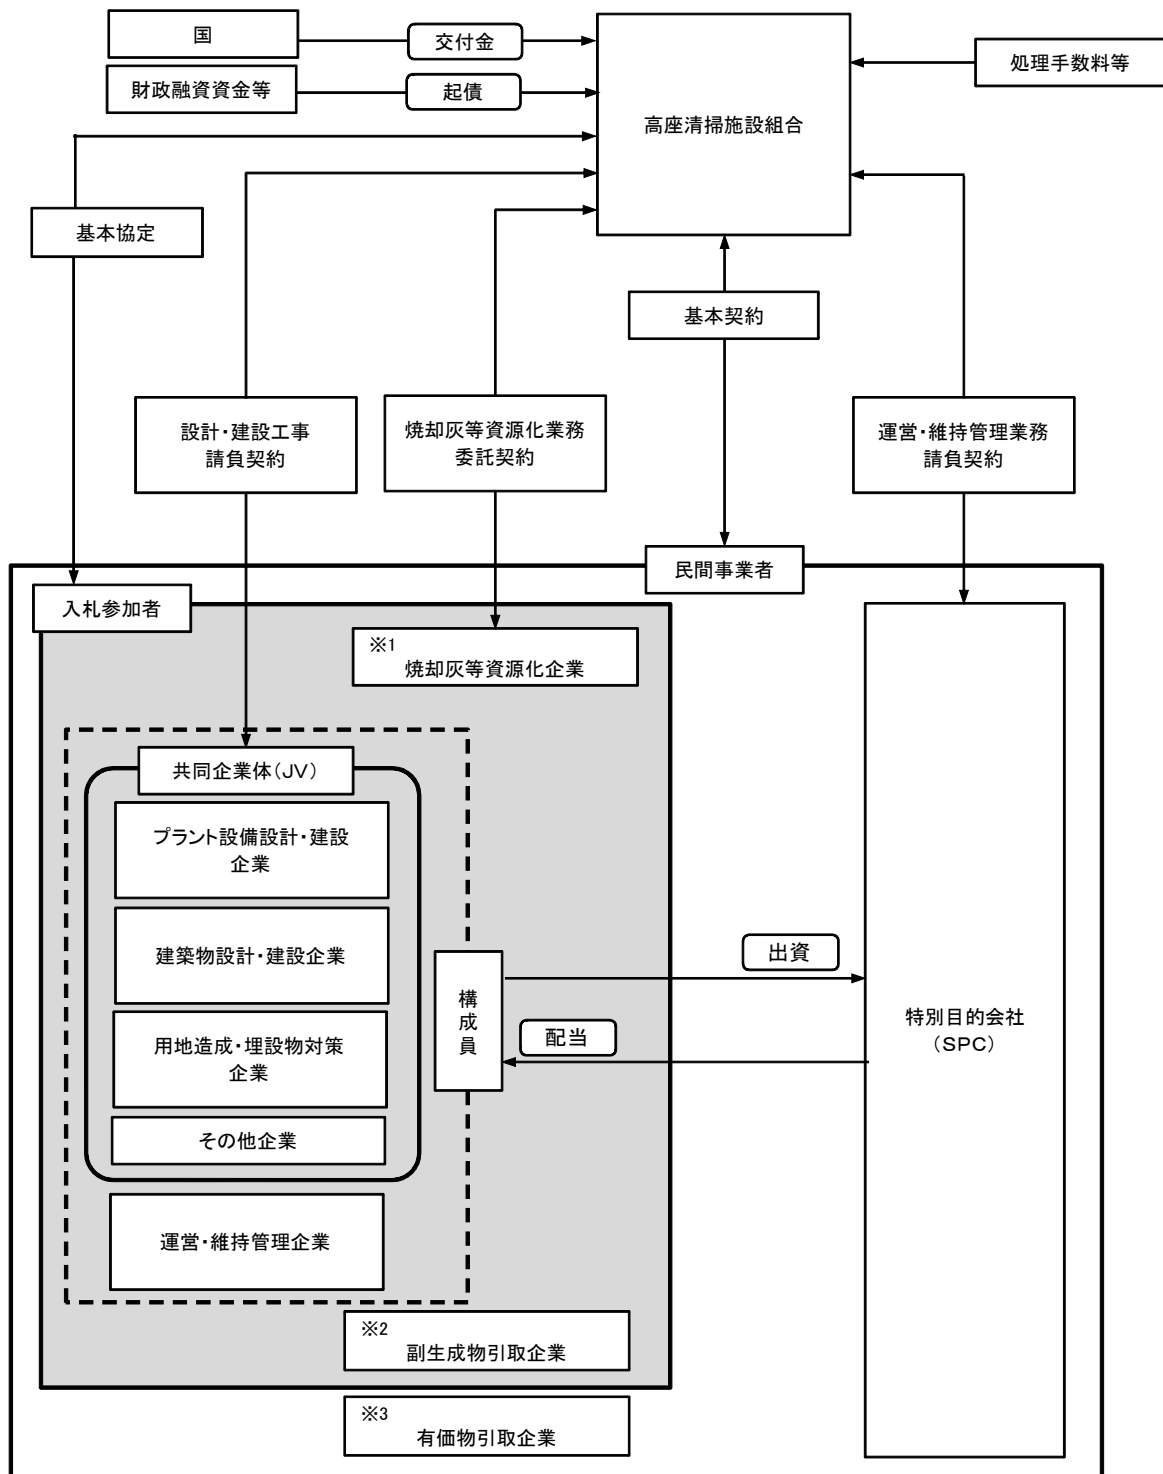 国
交付金
財政融資資金等
起債
高座清掃施設組合
処理手数料等
基本協定
基本契約
設計・建設工事
請負契約
焼却灰等資源化業務
委託契約
運営・維持管理業務
請負契約
民間事業者
入札参加者
※1
焼却灰等資源化企業
共同企業体(JV)
プラント設備設計・建設
企業
建築物設計・建設企業
用地造成・埋設物対策
企業
その他企業
運営・維持管理企業
構成員
出資
配当
特別目的会社
(SPC)
※2
副生成物引取企業
※3
有価物引取企業